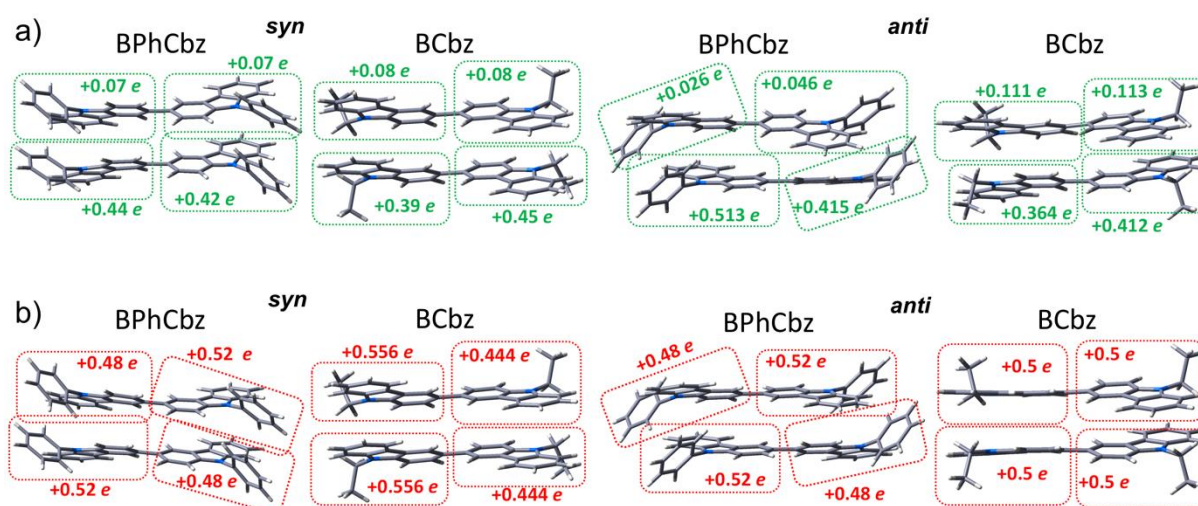 a)
syn
anti
BPhCbz
BCbz
BPhCbz
BCbz
+0.07 e
+0.07 e
+0.08 e
+0.08 e
+0.026 e
+0.046 e
+0.111 e
+0.113 e
+0.44 e
+0.42 e
+0.39 e
+0.45 e
+0.513 e
+0.415 e
+0.364 e
+0.412 e
b)
syn
anti
BPhCbz
BCbz
BPhCbz
BCbz
+0.48 e
+0.52 e
+0.556 e
+0.444 e
+0.48 e
+0.52 e
+0.5 e
+0.5 e
+0.52 e
+0.48 e
+0.556 e
+0.444 e
+0.52 e
+0.48 e
+0.5 e
+0.5 e